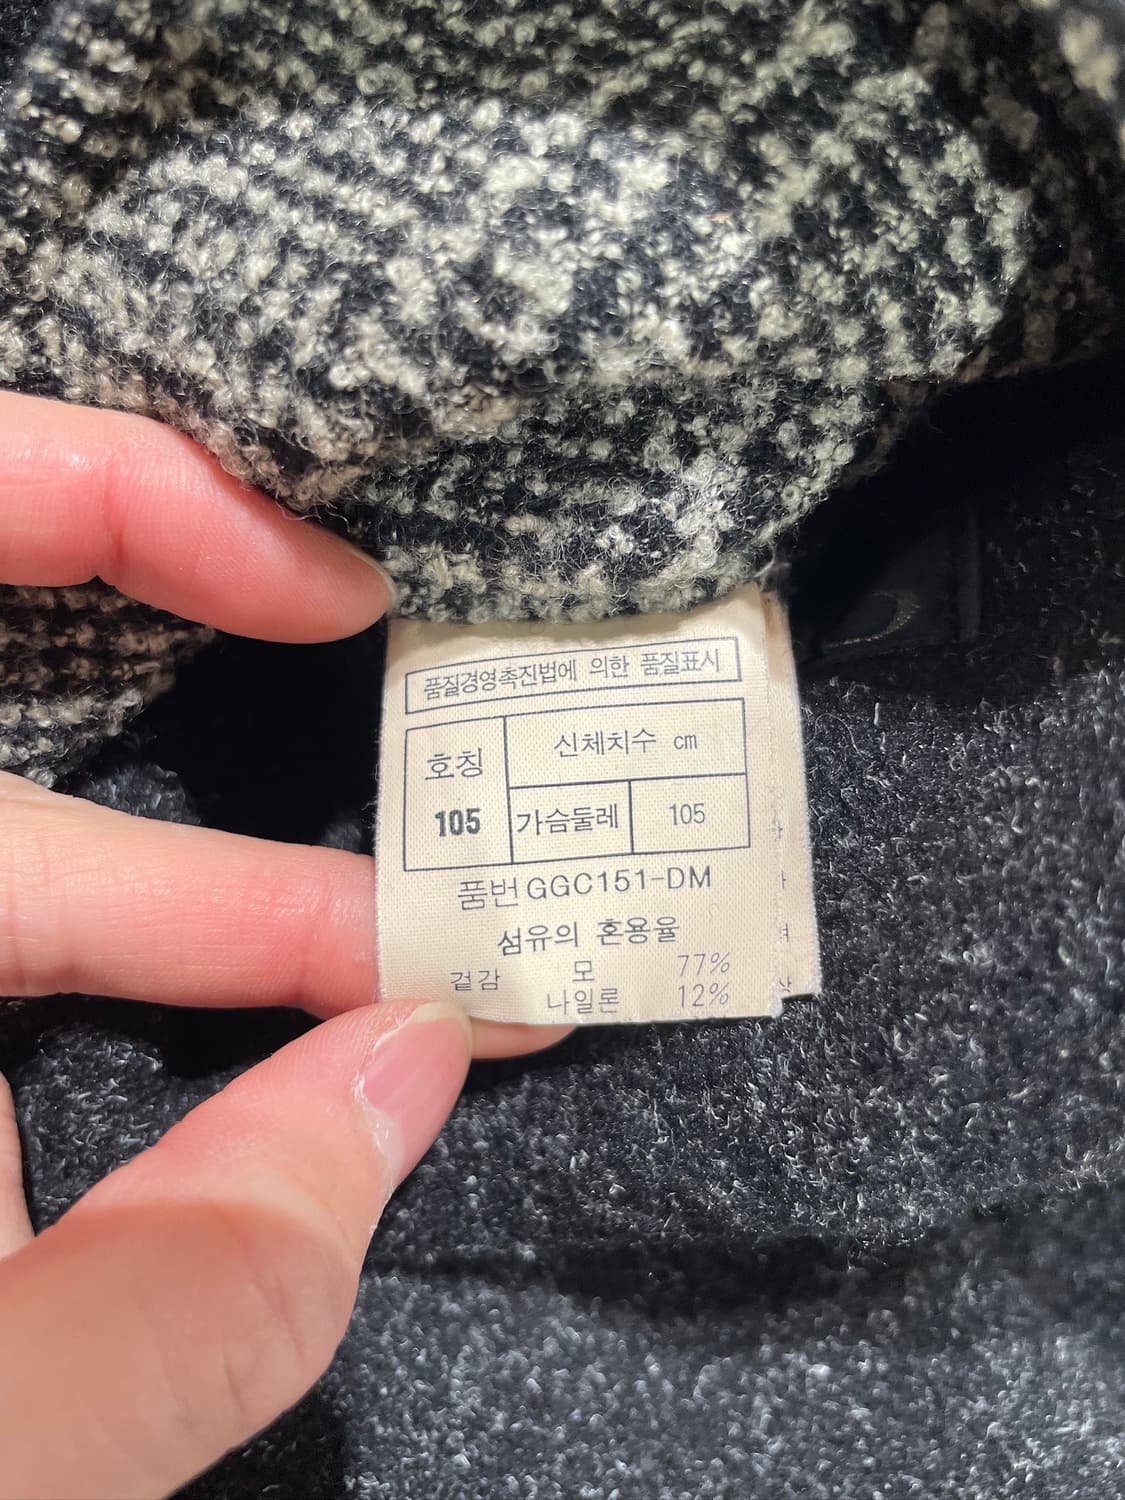 품질경영촉진법에 의한 품질표시
호칭
105
신체치수 cm
가슴둘레 105
품번 GGC151-DM
섬유의 혼용율
겉감 모 77%
나일론 12%